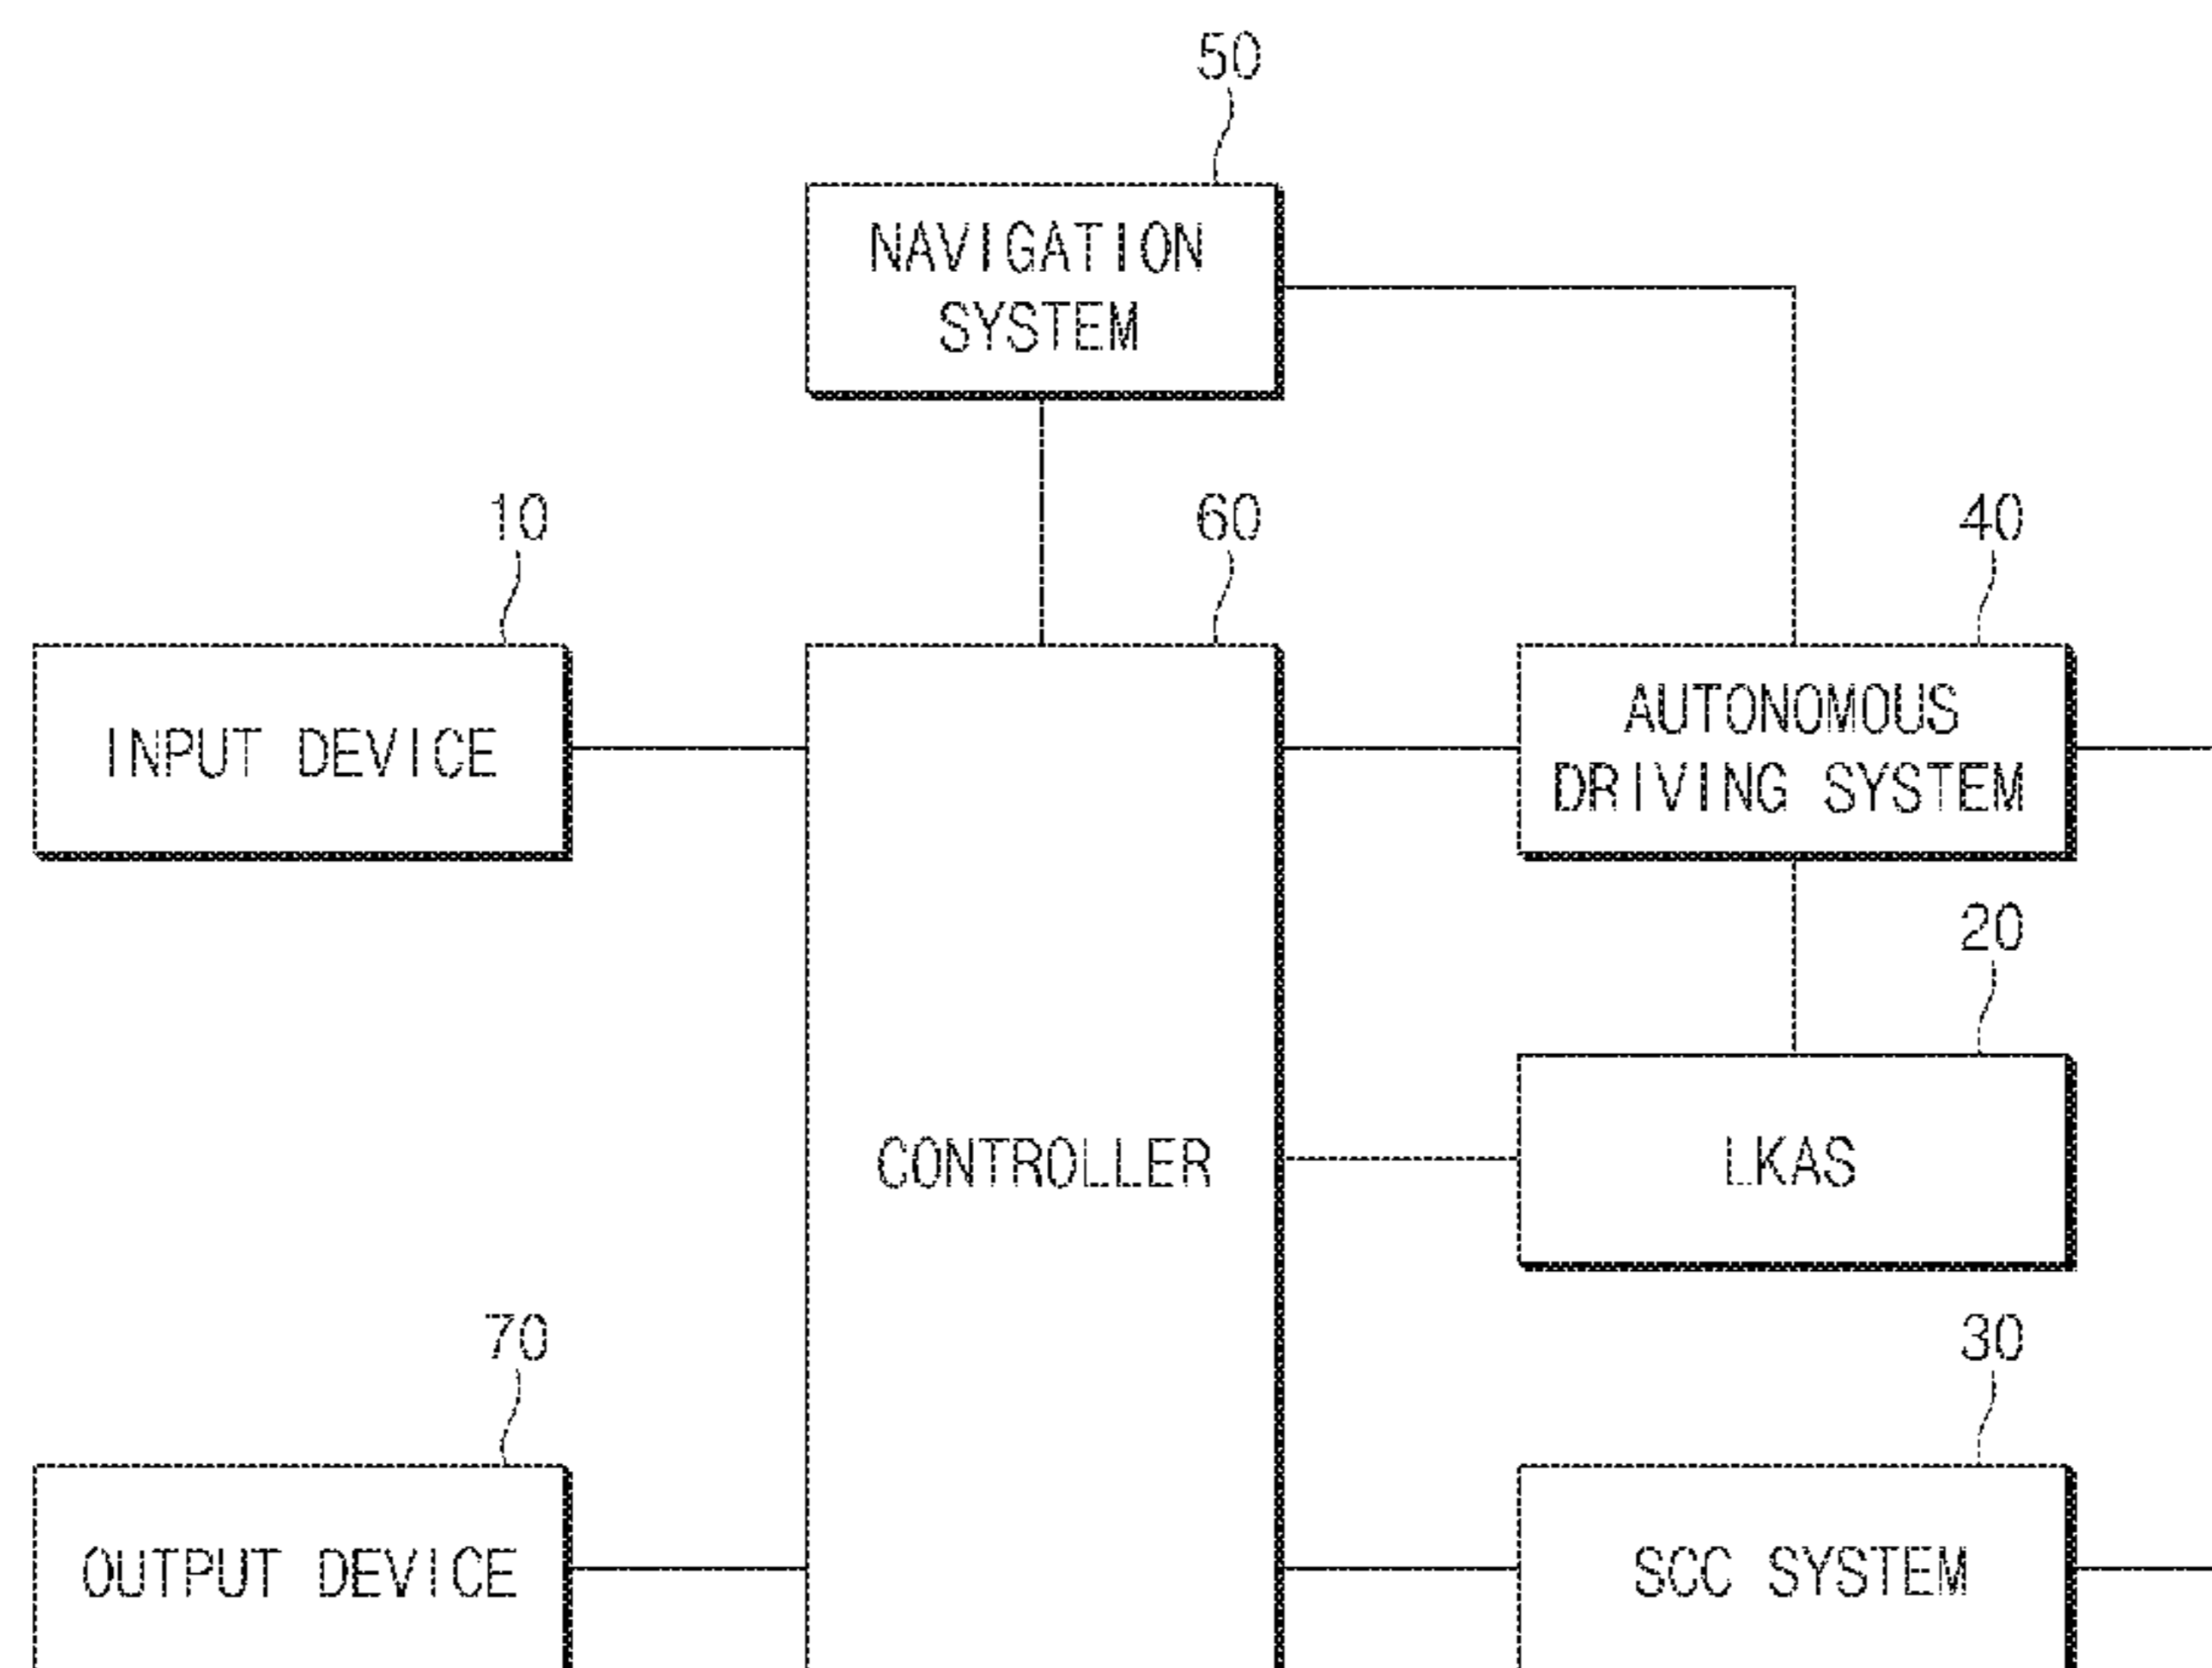 50
NAVIGATION
SYSTEM
10
60
40
INPUT DEVICE
AUTONOMOUS
DRIVING SYSTEM
20
CONTROLLER
LKAS
70
30
OUTPUT DEVICE
SCC SYSTEM